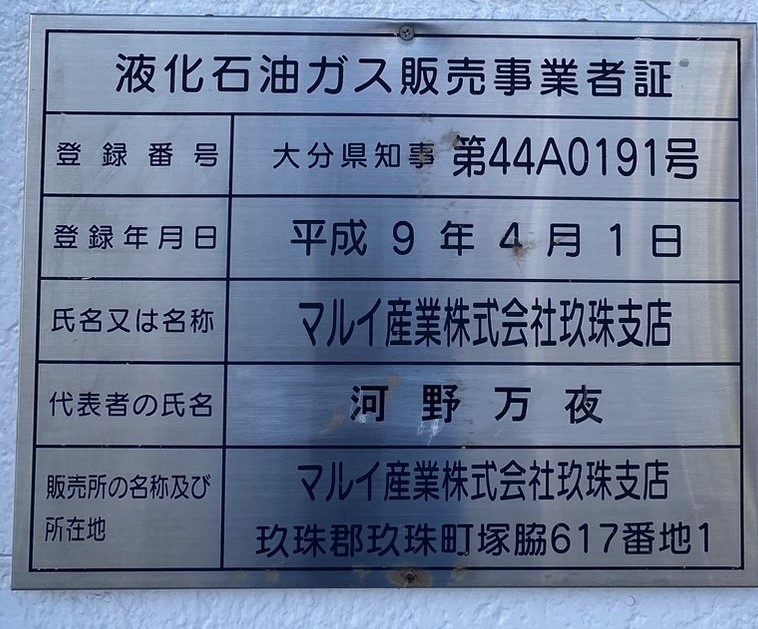 液化石油ガス販売事業者証
登録番号 大分県知事 第44A0191号
登録年月日 平成9年4月1日
氏名又は名称 マルイ産業株式会社玖珠支店
代表者の氏名 河野万夜
販売所の名称及び マルイ産業株式会社玖珠支店
所在地 玖珠郡玖珠町塚脇617番地1